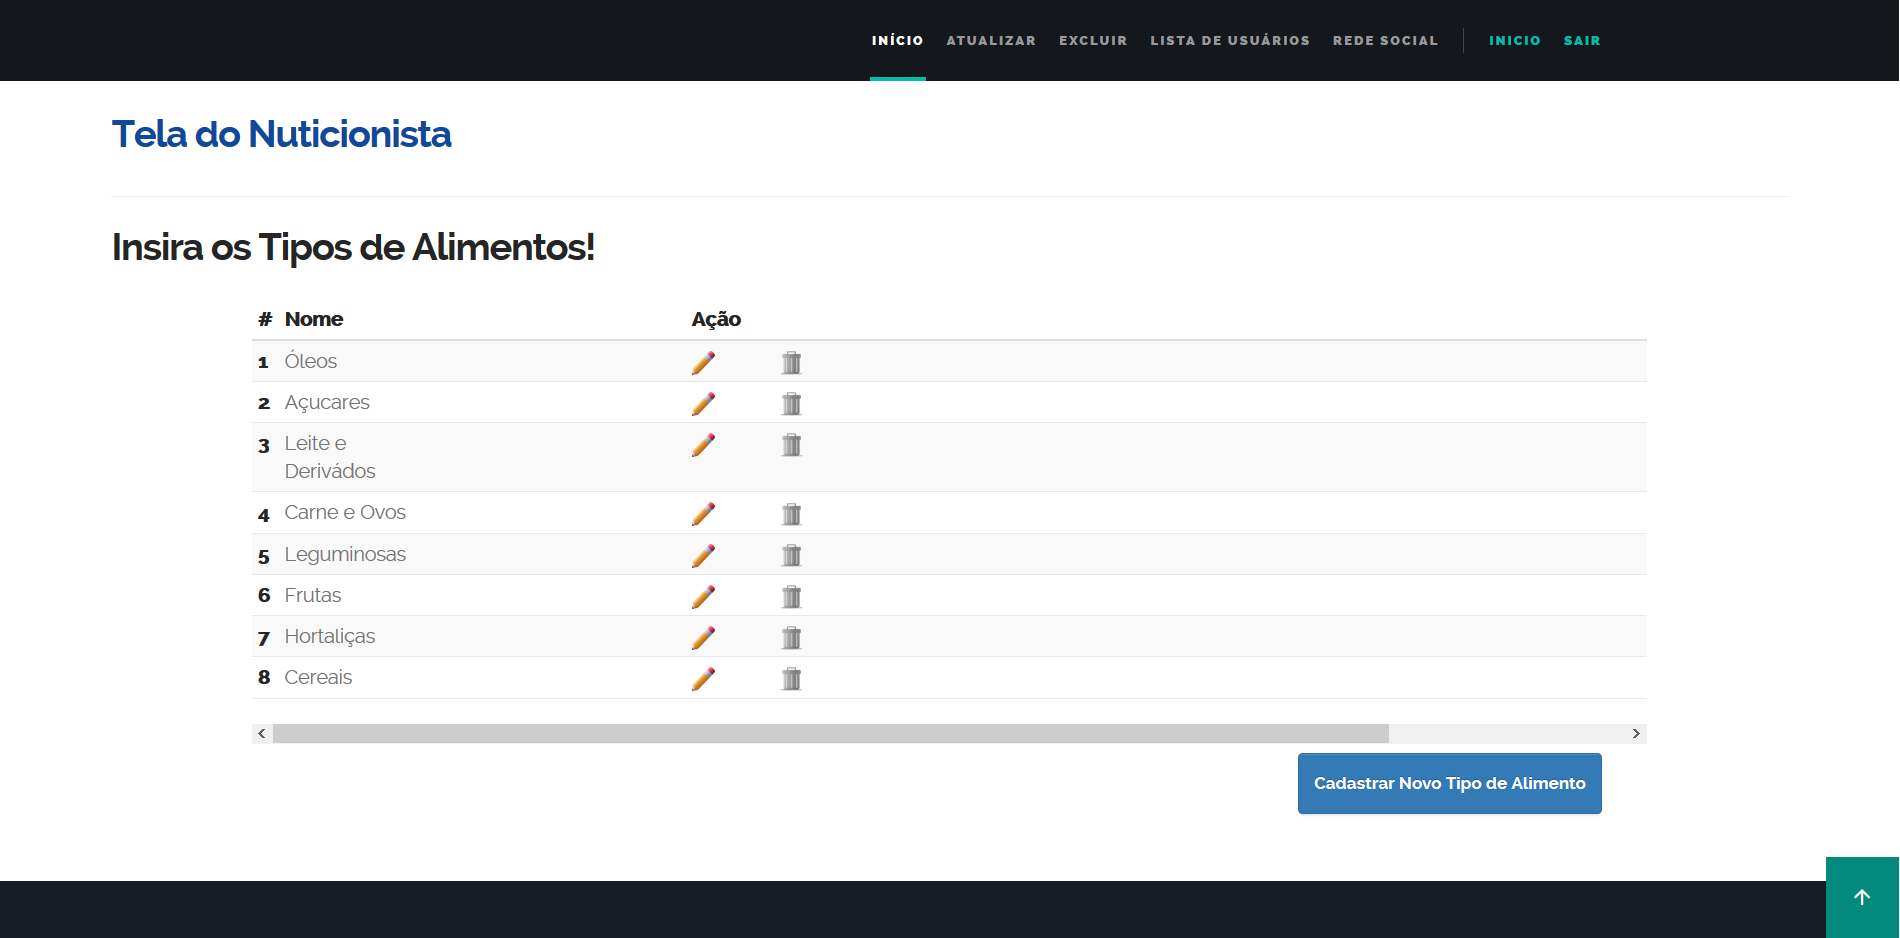 INÍCIO ATUALIZAR EXCLUIR LISTA DE USUÁRIOS REDE SOCIAL INICIO SAIR
Tela do Nuticionista
Insira os Tipos de Alimentos!
# Nome Ação
1 Óleos
2 Açucares
3 Leite e
Derivádos
4 Carne e Ovos
5 Leguminosas
6 Frutas
7 Hortaliças
8 Cereais
Cadastrar Novo Tipo de Alimento